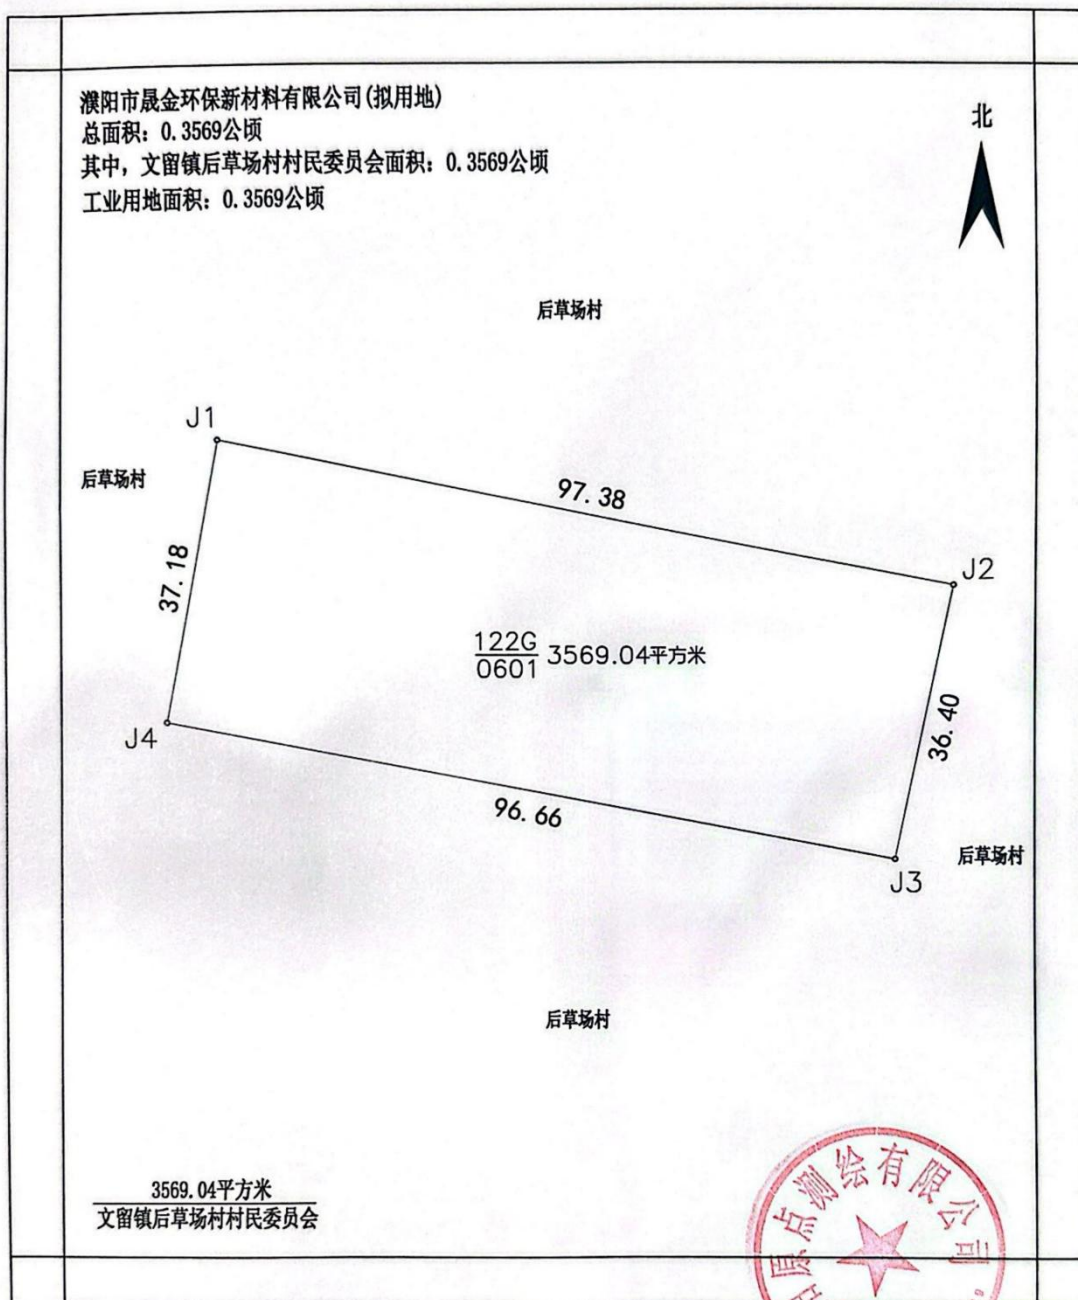 濮阳市晟金环保新材料有限公司(拟用地)
总面积: 0.3569公顷
其中, 文留镇后草场村村民委员会面积: 0.3569公顷
工业用地面积: 0.3569公顷
北
后草场村
J1
后草场村
97.38
J2
37.18
122G
0601
3569.04平方米
36.40
J4
96.66
后草场村
J3
后草场村
3569.04平方米
文留镇后草场村村民委员会
原点测绘有限公司